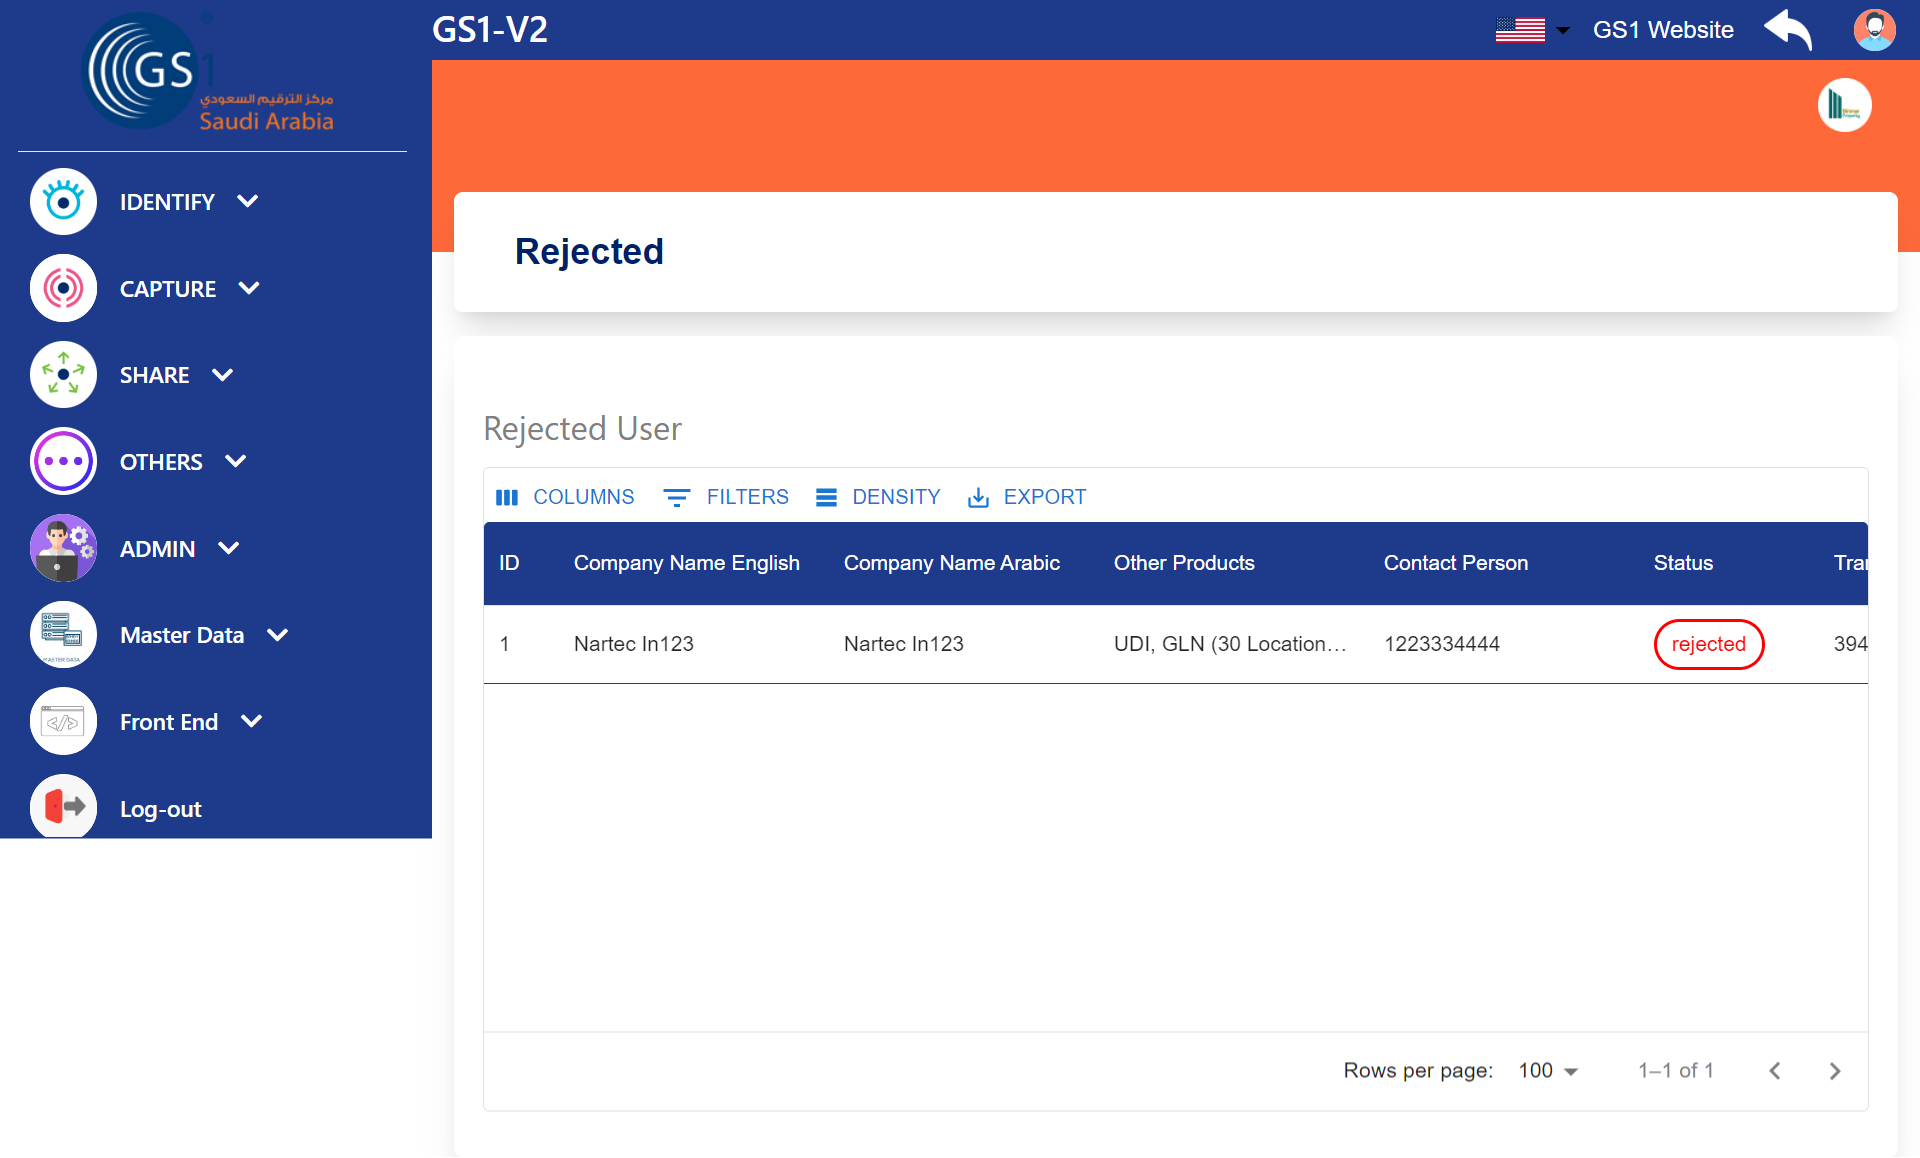 GS1
مركز الترقيم السعودي
Saudi Arabia
IDENTIFY
CAPTURE
SHARE
OTHERS
ADMIN
Master Data
Front End
Log-out
GS1-V2
GS1 Website
Rejected
Rejected User
COLUMNS FILTERS DENSITY EXPORT
ID Company Name English Company Name Arabic Other Products Contact Person Status Tra
1 Nartec In123 Nartec In123 UDI, GLN (30 Location... 1223334444 rejected 394
Rows per page: 100 1–1 of 1